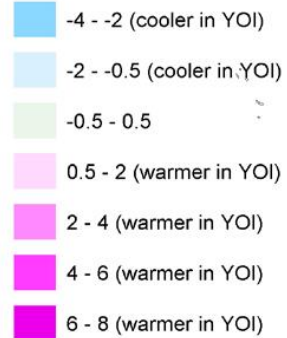 -4 - -2 (cooler in YOI)
-2 - -0.5 (cooler in YOI)
-0.5 - 0.5
0.5 - 2 (warmer in YOI)
2 - 4 (warmer in YOI)
4 - 6 (warmer in YOI)
6 - 8 (warmer in YOI)